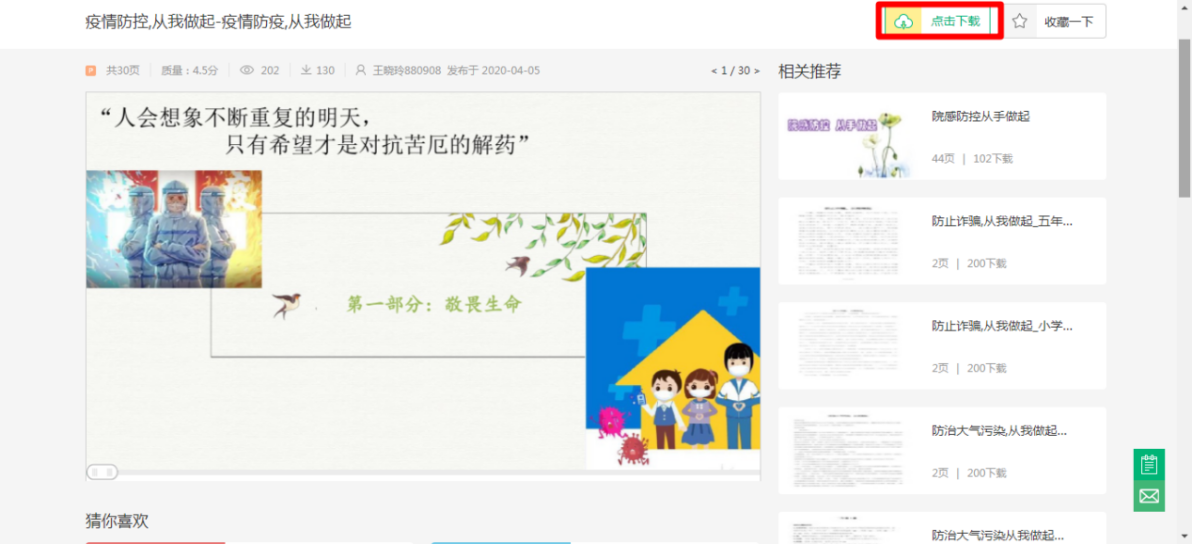 疫情防控,从我做起-疫情防疫,从我做起
点击下载
收藏一下
共30页 质量：4.5分 202 130 王晓玲880908 发布于 2020-04-05
< 1 / 30 >
相关推荐
“人会想象不断重复的明天，
只有希望才是对抗苦厄的解药”
第一部分：敬畏生命
院感防控 从手做起
院感防控从手做起
44页 | 102下载
防止诈骗,从我做起_五年...
2页 | 200下载
防止诈骗,从我做起_小学...
2页 | 200下载
防治大气污染,从我做起...
2页 | 200下载
防治大气污染从我做起...
猜你喜欢